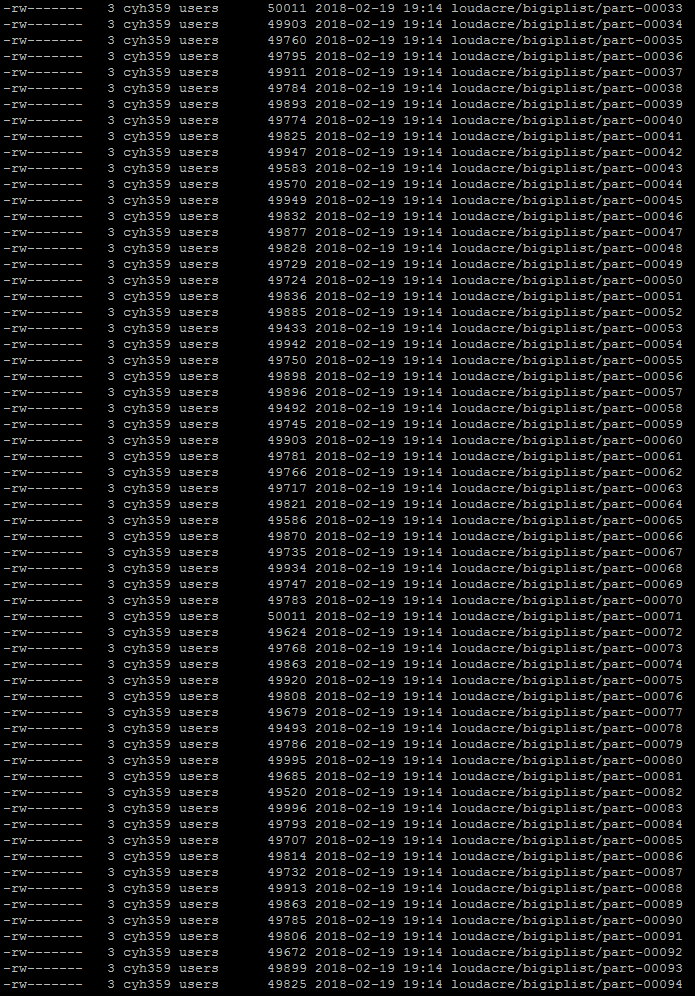 -rw-------   3 cyh359 users      50011 2018-02-19 19:14 loudacre/bigiplist/part-00033
-rw-------   3 cyh359 users      49903 2018-02-19 19:14 loudacre/bigiplist/part-00034
-rw-------   3 cyh359 users      49760 2018-02-19 19:14 loudacre/bigiplist/part-00035
-rw-------   3 cyh359 users      49795 2018-02-19 19:14 loudacre/bigiplist/part-00036
-rw-------   3 cyh359 users      49911 2018-02-19 19:14 loudacre/bigiplist/part-00037
-rw-------   3 cyh359 users      49784 2018-02-19 19:14 loudacre/bigiplist/part-00038
-rw-------   3 cyh359 users      49893 2018-02-19 19:14 loudacre/bigiplist/part-00039
-rw-------   3 cyh359 users      49774 2018-02-19 19:14 loudacre/bigiplist/part-00040
-rw-------   3 cyh359 users      49825 2018-02-19 19:14 loudacre/bigiplist/part-00041
-rw-------   3 cyh359 users      49947 2018-02-19 19:14 loudacre/bigiplist/part-00042
-rw-------   3 cyh359 users      49583 2018-02-19 19:14 loudacre/bigiplist/part-00043
-rw-------   3 cyh359 users      49570 2018-02-19 19:14 loudacre/bigiplist/part-00044
-rw-------   3 cyh359 users      49949 2018-02-19 19:14 loudacre/bigiplist/part-00045
-rw-------   3 cyh359 users      49832 2018-02-19 19:14 loudacre/bigiplist/part-00046
-rw-------   3 cyh359 users      49877 2018-02-19 19:14 loudacre/bigiplist/part-00047
-rw-------   3 cyh359 users      49828 2018-02-19 19:14 loudacre/bigiplist/part-00048
-rw-------   3 cyh359 users      49729 2018-02-19 19:14 loudacre/bigiplist/part-00049
-rw-------   3 cyh359 users      49724 2018-02-19 19:14 loudacre/bigiplist/part-00050
-rw-------   3 cyh359 users      49836 2018-02-19 19:14 loudacre/bigiplist/part-00051
-rw-------   3 cyh359 users      49885 2018-02-19 19:14 loudacre/bigiplist/part-00052
-rw-------   3 cyh359 users      49433 2018-02-19 19:14 loudacre/bigiplist/part-00053
-rw-------   3 cyh359 users      49942 2018-02-19 19:14 loudacre/bigiplist/part-00054
-rw-------   3 cyh359 users      49750 2018-02-19 19:14 loudacre/bigiplist/part-00055
-rw-------   3 cyh359 users      49898 2018-02-19 19:14 loudacre/bigiplist/part-00056
-rw-------   3 cyh359 users      49896 2018-02-19 19:14 loudacre/bigiplist/part-00057
-rw-------   3 cyh359 users      49492 2018-02-19 19:14 loudacre/bigiplist/part-00058
-rw-------   3 cyh359 users      49745 2018-02-19 19:14 loudacre/bigiplist/part-00059
-rw-------   3 cyh359 users      49903 2018-02-19 19:14 loudacre/bigiplist/part-00060
-rw-------   3 cyh359 users      49781 2018-02-19 19:14 loudacre/bigiplist/part-00061
-rw-------   3 cyh359 users      49766 2018-02-19 19:14 loudacre/bigiplist/part-00062
-rw-------   3 cyh359 users      49717 2018-02-19 19:14 loudacre/bigiplist/part-00063
-rw-------   3 cyh359 users      49821 2018-02-19 19:14 loudacre/bigiplist/part-00064
-rw-------   3 cyh359 users      49586 2018-02-19 19:14 loudacre/bigiplist/part-00065
-rw-------   3 cyh359 users      49870 2018-02-19 19:14 loudacre/bigiplist/part-00066
-rw-------   3 cyh359 users      49735 2018-02-19 19:14 loudacre/bigiplist/part-00067
-rw-------   3 cyh359 users      49934 2018-02-19 19:14 loudacre/bigiplist/part-00068
-rw-------   3 cyh359 users      49747 2018-02-19 19:14 loudacre/bigiplist/part-00069
-rw-------   3 cyh359 users      49783 2018-02-19 19:14 loudacre/bigiplist/part-00070
-rw-------   3 cyh359 users      50011 2018-02-19 19:14 loudacre/bigiplist/part-00071
-rw-------   3 cyh359 users      49624 2018-02-19 19:14 loudacre/bigiplist/part-00072
-rw-------   3 cyh359 users      49768 2018-02-19 19:14 loudacre/bigiplist/part-00073
-rw-------   3 cyh359 users      49863 2018-02-19 19:14 loudacre/bigiplist/part-00074
-rw-------   3 cyh359 users      49920 2018-02-19 19:14 loudacre/bigiplist/part-00075
-rw-------   3 cyh359 users      49808 2018-02-19 19:14 loudacre/bigiplist/part-00076
-rw-------   3 cyh359 users      49679 2018-02-19 19:14 loudacre/bigiplist/part-00077
-rw-------   3 cyh359 users      49493 2018-02-19 19:14 loudacre/bigiplist/part-00078
-rw-------   3 cyh359 users      49786 2018-02-19 19:14 loudacre/bigiplist/part-00079
-rw-------   3 cyh359 users      49995 2018-02-19 19:14 loudacre/bigiplist/part-00080
-rw-------   3 cyh359 users      49685 2018-02-19 19:14 loudacre/bigiplist/part-00081
-rw-------   3 cyh359 users      49520 2018-02-19 19:14 loudacre/bigiplist/part-00082
-rw-------   3 cyh359 users      49996 2018-02-19 19:14 loudacre/bigiplist/part-00083
-rw-------   3 cyh359 users      49793 2018-02-19 19:14 loudacre/bigiplist/part-00084
-rw-------   3 cyh359 users      49707 2018-02-19 19:14 loudacre/bigiplist/part-00085
-rw-------   3 cyh359 users      49814 2018-02-19 19:14 loudacre/bigiplist/part-00086
-rw-------   3 cyh359 users      49732 2018-02-19 19:14 loudacre/bigiplist/part-00087
-rw-------   3 cyh359 users      49913 2018-02-19 19:14 loudacre/bigiplist/part-00088
-rw-------   3 cyh359 users      49863 2018-02-19 19:14 loudacre/bigiplist/part-00089
-rw-------   3 cyh359 users      49785 2018-02-19 19:14 loudacre/bigiplist/part-00090
-rw-------   3 cyh359 users      49806 2018-02-19 19:14 loudacre/bigiplist/part-00091
-rw-------   3 cyh359 users      49672 2018-02-19 19:14 loudacre/bigiplist/part-00092
-rw-------   3 cyh359 users      49899 2018-02-19 19:14 loudacre/bigiplist/part-00093
-rw-------   3 cyh359 users      49825 2018-02-19 19:14 loudacre/bigiplist/part-00094